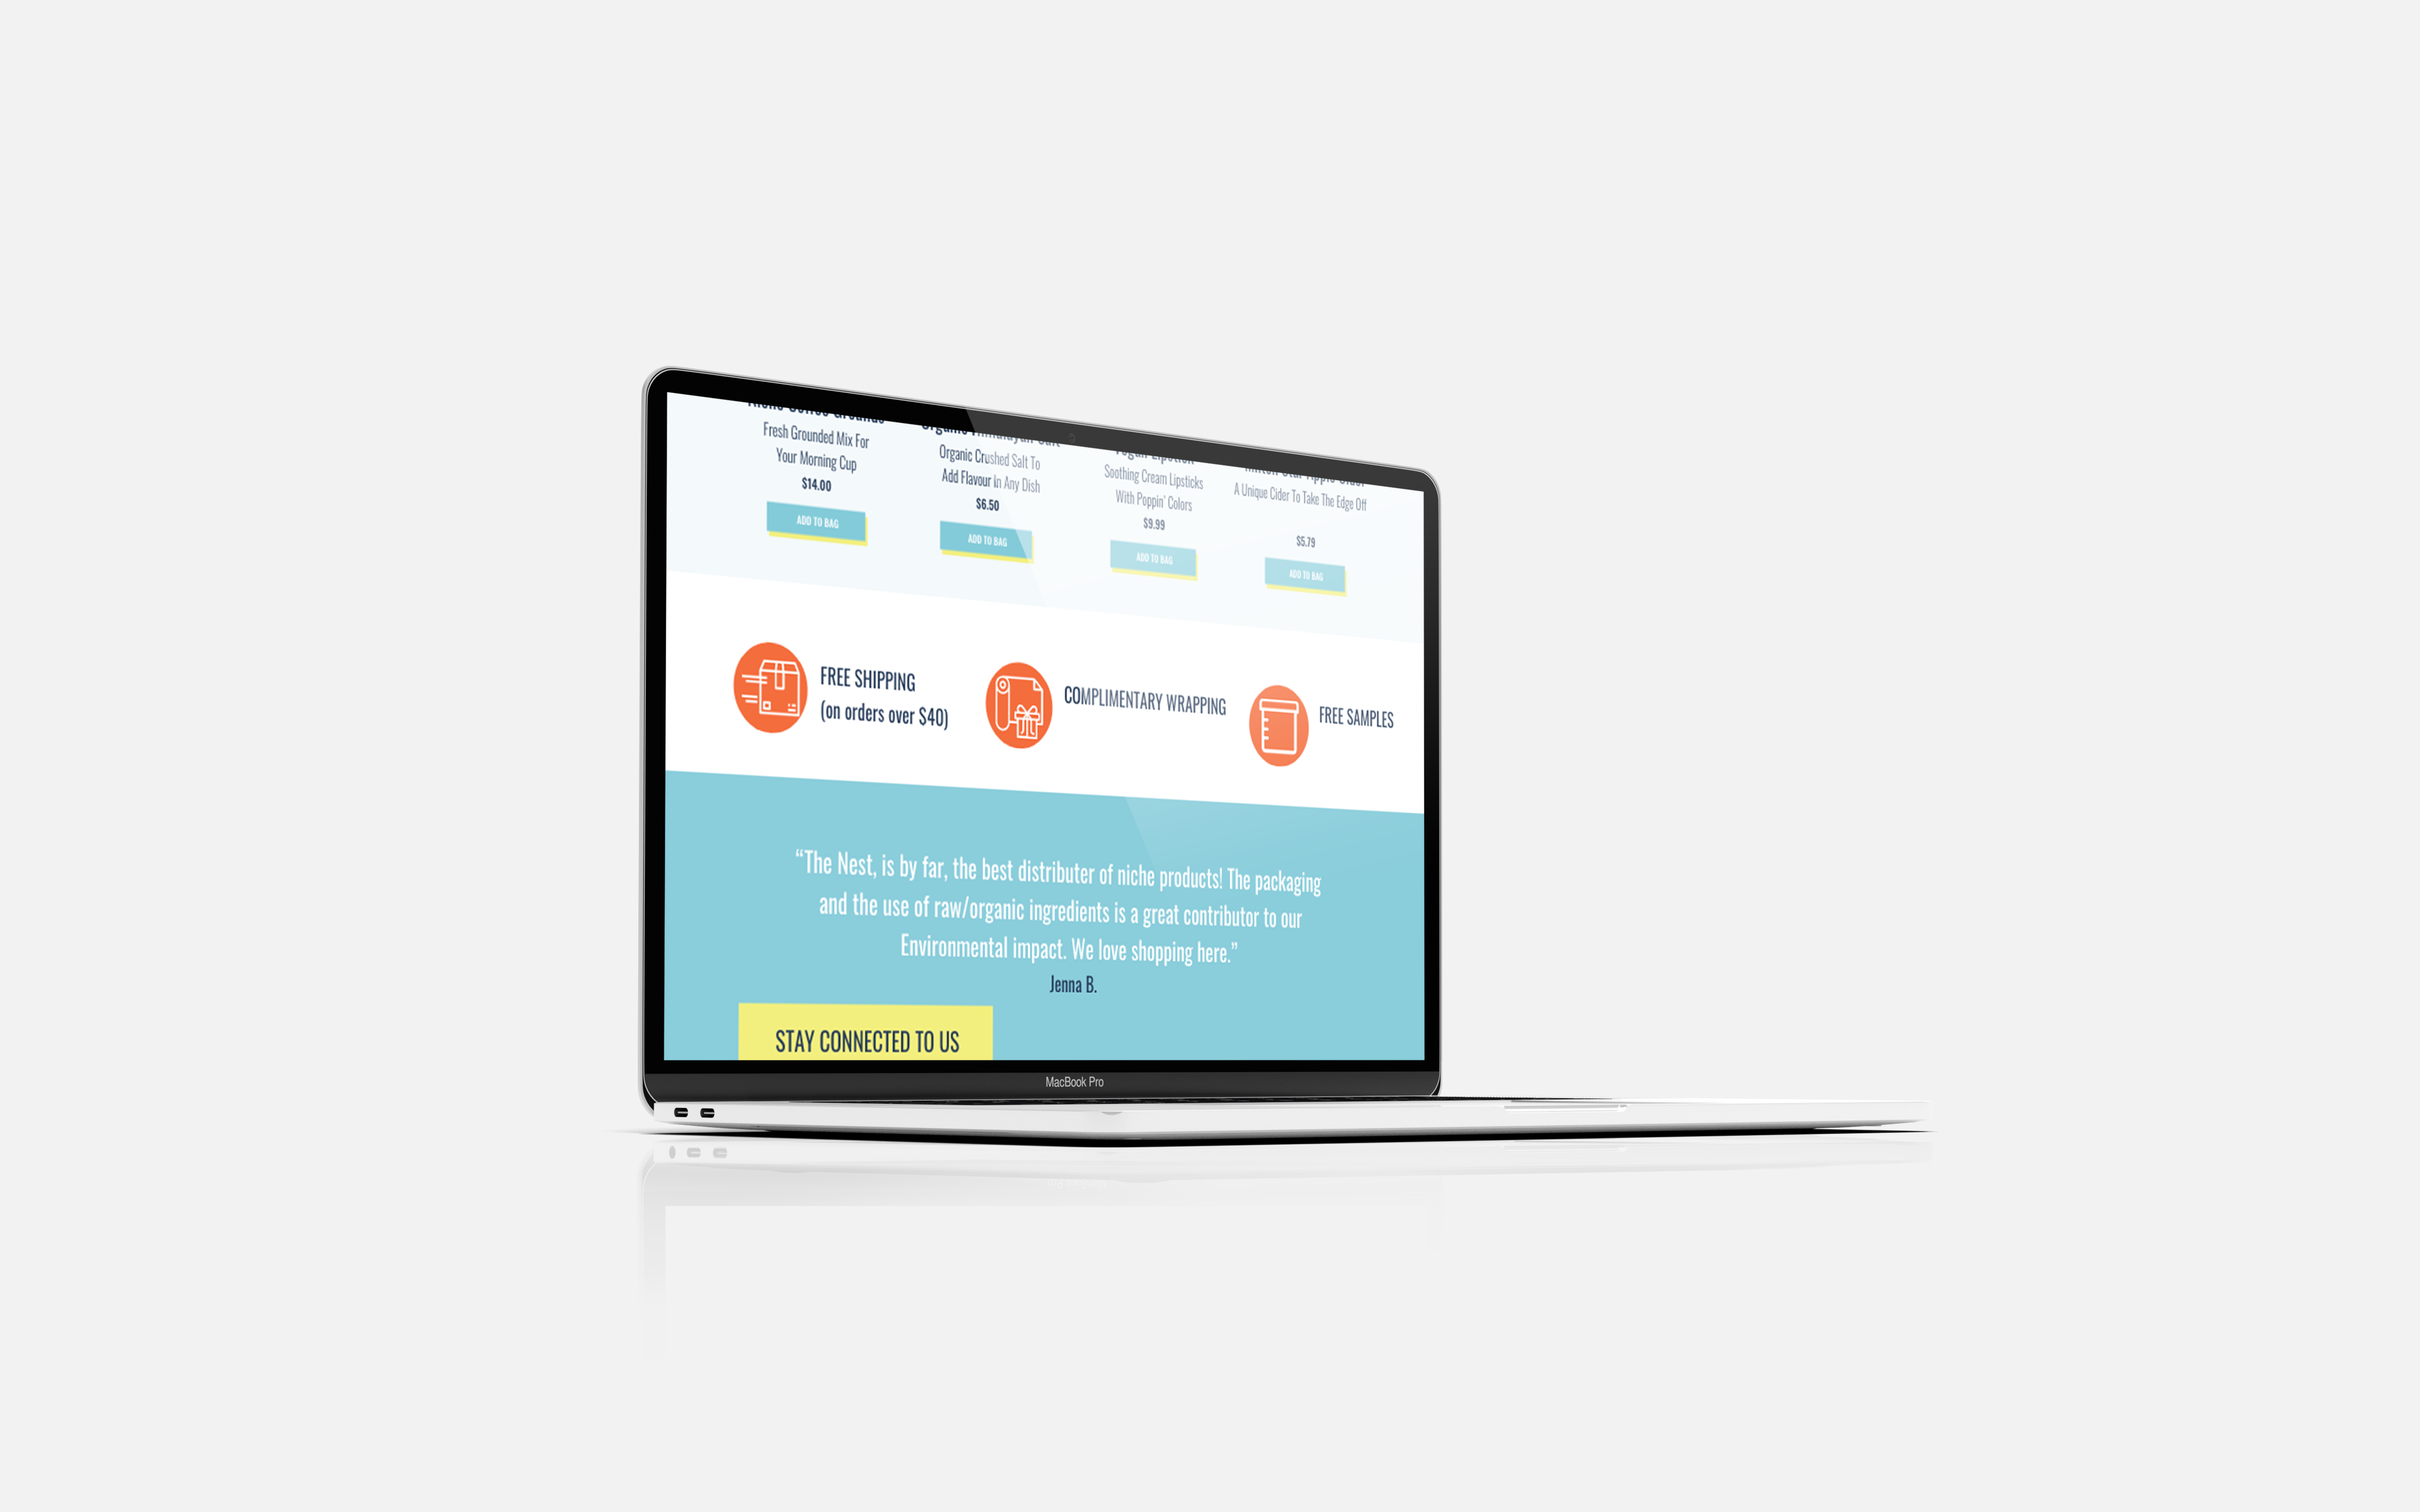 Fresh Grounded Mix For
Your Morning Cup
$14.00
ADD TO BAG
Organic Crushed Salt To
Add Flavour in Any Dish
$6.50
ADD TO BAG
Soothing Cream Lipsticks
With Poppin' Colors
$9.99
ADD TO BAG
A Unique Cider To Take The Edge Off
$5.79
ADD TO BAG
FREE SHIPPING
(on orders over $40)
COMPLIMENTARY WRAPPING
FREE SAMPLES
“The Nest, is by far, the best distributer of niche products! The packaging
and the use of raw/organic ingredients is a great contributor to our
Environmental impact. We love shopping here.”
Jenna B.
STAY CONNECTED TO US
MacBook Pro